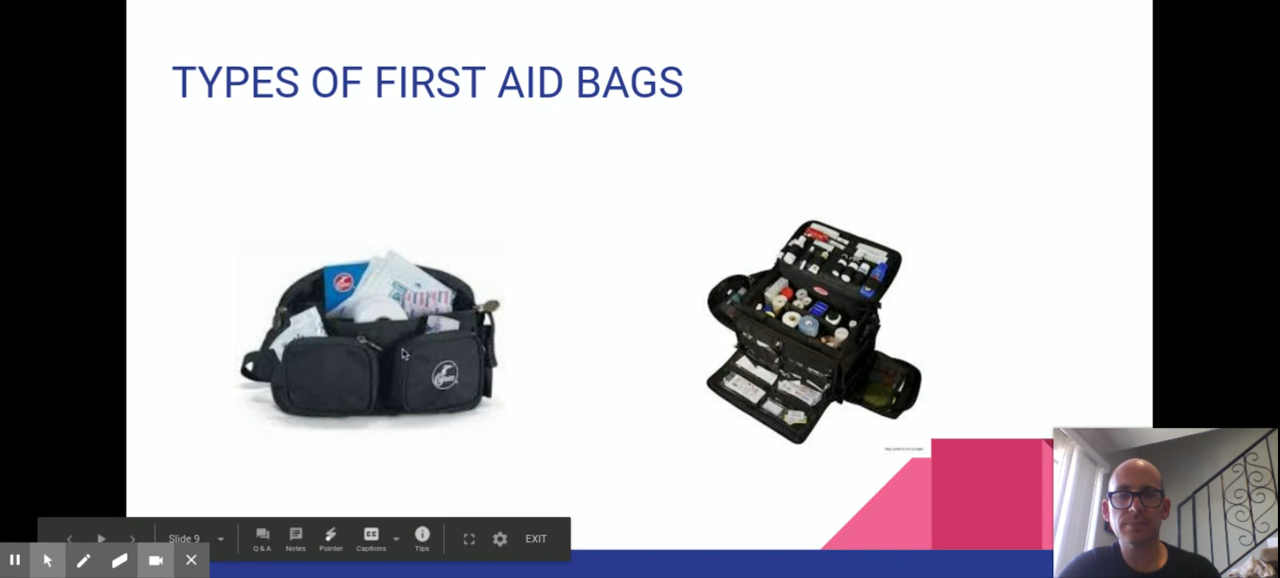 TYPES OF FIRST AID BAGS
Slide 9
Q & A
Notes
Pointer
Captions
Tips
EXIT